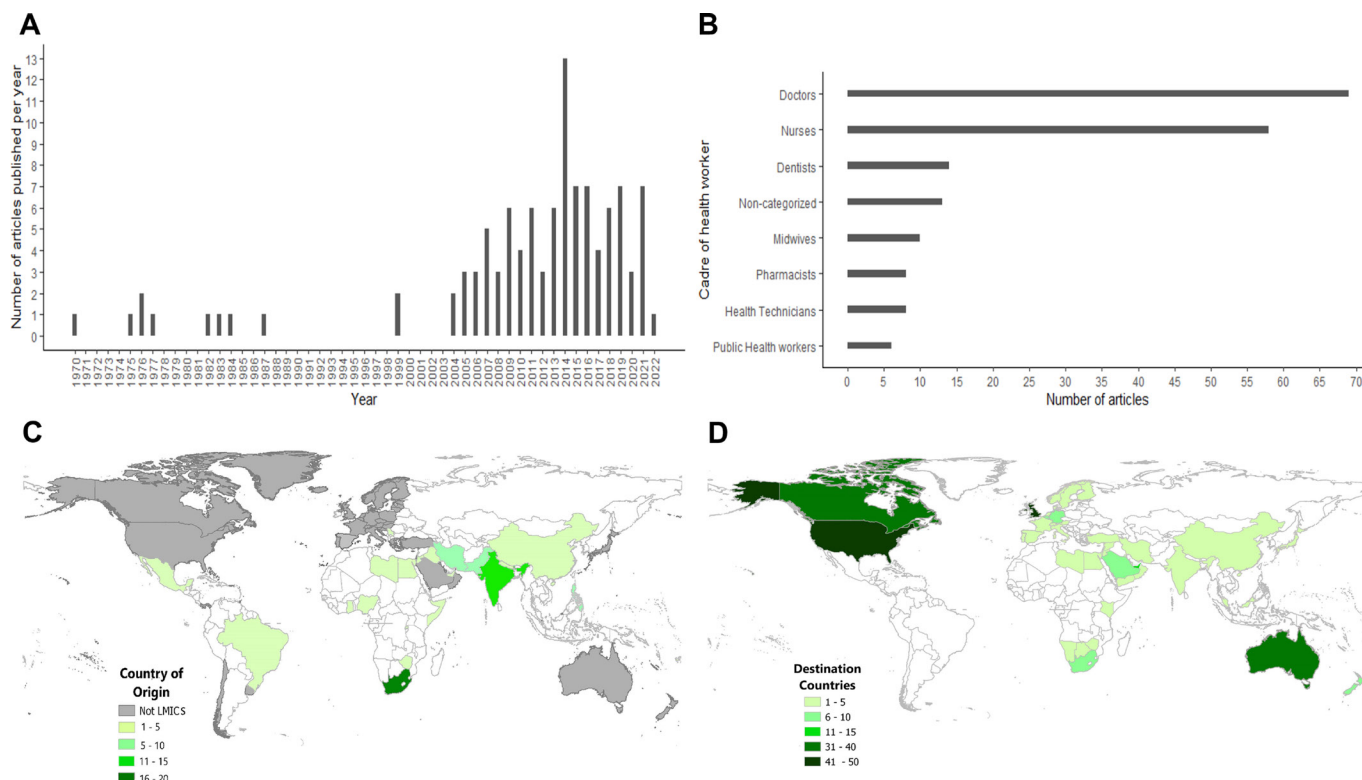 A
Number of articles published per year
13
12
11
10
9
8
7
6
5
4
3
2
1
0
1970 1971 1972 1973 1974 1975 1976 1977 1978 1979 1980 1981 1982 1983 1984 1985 1986 1987 1988 1989 1990 1991 1992 1993 1994 1995 1996 1997 1998 1999 2000 2001 2002 2003 2004 2005 2006 2007 2008 2009 2010 2011 2012 2013 2014 2015 2016 2017 2018 2019 2020 2021 2022
Year
B
Cadre of health worker
Doctors
Nurses
Dentists
Non-categorized
Midwives
Pharmacists
Health Technicians
Public Health workers
0 5 10 15 20 25 30 35 40 45 50 55 60 65 70
Number of articles
C
Country of
Origin
Not LMICs
1 - 5
5 - 10
11 - 15
16 - 20
D
Destination
Countries
1 - 5
6 - 10
11 - 15
31 - 40
41 - 50